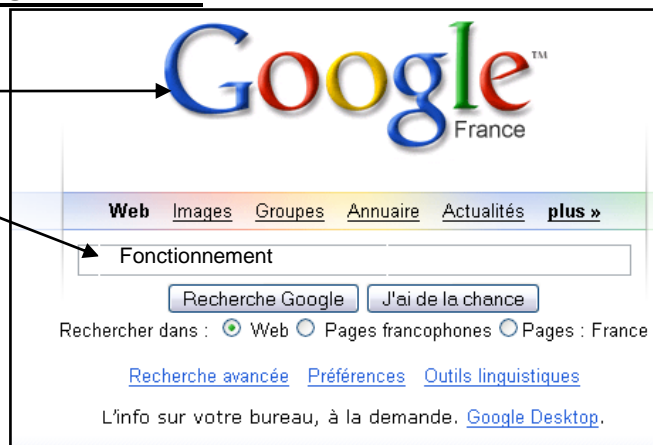 Google™
France
Web Images Groupes Annuaire Actualités plus »
Fonctionnement
Recherche Google J'ai de la chance
Rechercher dans : Web Pages francophones Pages : France
Recherche avancée Préférences Outils linguistiques
L'info sur votre bureau, à la demande. Google Desktop.